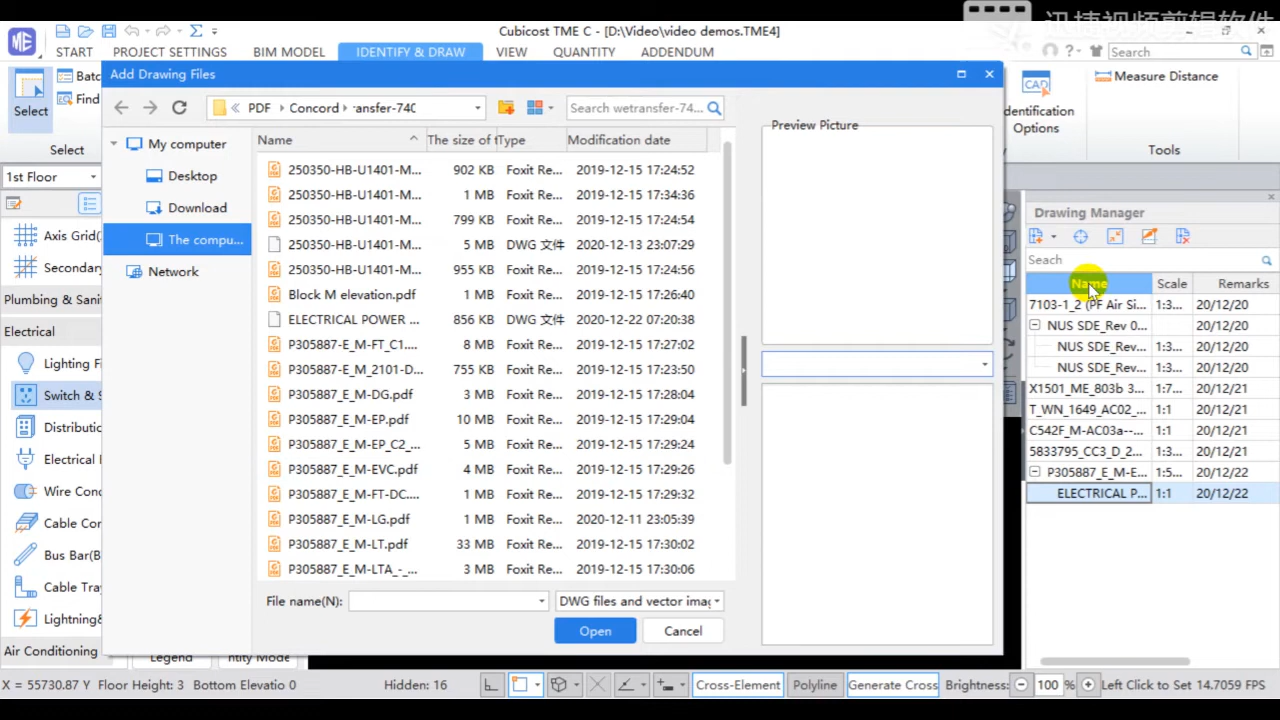 迅捷视频剪辑软件
ME
Cubicost TME C - [D:\Video\video demos.TME4]
START PROJECT SETTINGS BIM MODEL IDENTIFY & DRAW VIEW QUANTITY ADDENDUM
? Search
Select
Batc
Find
Select
CAD
dentification
Options
Measure Distance
Tools
1st Floor
Axis Grid(
Secondary
Plumbing & Sani
Electrical
Lighting Fi
Switch & S
Distributic
Electrical I
Wire Cond
Cable Con
Bus Bar(B
Cable Tray
Lightning&
Air Conditioning
Legend
ntity Mode
Add Drawing Files
« PDF Concord ansfer-740
Search wetransfer-74...
My computer
Desktop
Download
The compu...
Network
Name The size of f Type Modification date
250350-HB-U1401-M... 902 KB Foxit Re... 2019-12-15 17:24:52
250350-HB-U1401-M... 1 MB Foxit Re... 2019-12-15 17:34:36
250350-HB-U1401-M... 799 KB Foxit Re... 2019-12-15 17:24:54
250350-HB-U1401-M... 5 MB DWG 文件 2020-12-13 23:07:29
250350-HB-U1401-M... 955 KB Foxit Re... 2019-12-15 17:24:56
Block M elevation.pdf 1 MB Foxit Re... 2019-12-15 17:26:40
ELECTRICAL POWER ... 856 KB DWG 文件 2020-12-22 07:20:38
P305887_E_M-FT_C1.... 8 MB Foxit Re... 2019-12-15 17:27:02
P305887_E_M_2101-D... 755 KB Foxit Re... 2019-12-15 17:23:50
P305887_E_M-DG.pdf 3 MB Foxit Re... 2019-12-15 17:28:04
P305887_E_M-EP.pdf 10 MB Foxit Re... 2019-12-15 17:29:04
P305887_E_M-EP_C2_... 5 MB Foxit Re... 2019-12-15 17:29:24
P305887_E_M-EVC.pdf 4 MB Foxit Re... 2019-12-15 17:29:26
P305887_E_M-FT-DC.... 1 MB Foxit Re... 2019-12-15 17:29:32
P305887_E_M-LG.pdf 1 MB Foxit Re... 2020-12-11 23:05:39
P305887_E_M-LT.pdf 33 MB Foxit Re... 2019-12-15 17:30:02
P305887_E_M-LTA_-_... 3 MB Foxit Re... 2019-12-15 17:30:06
File name(N): DWG files and vector imag
Open Cancel
Preview Picture
Drawing Manager
Seach
Name Scale Remarks
7103-1_2 (PF Air Si... 1:3... 20/12/20
NUS SDE_Rev 0... 20/12/20
NUS SDE_Rev... 1:3... 20/12/20
NUS SDE_Rev... 1:3... 20/12/20
X1501_ME_803b 3... 1:7... 20/12/21
T_WN_1649_AC02_... 1:1 20/12/21
C542F_M-AC03a--... 1:1 20/12/21
5833795_CC3_D_2... 1:1 20/12/21
P305887_E_M-E... 1:5... 20/12/22
ELECTRICAL P... 1:1 20/12/22
X = 55730.87 Y Floor Height: 3 Bottom Elevatio 0 Hidden: 16 Cross-Element Polyline Generate Cross Brightness: 100 % Left Click to Set 14.7059 FPS